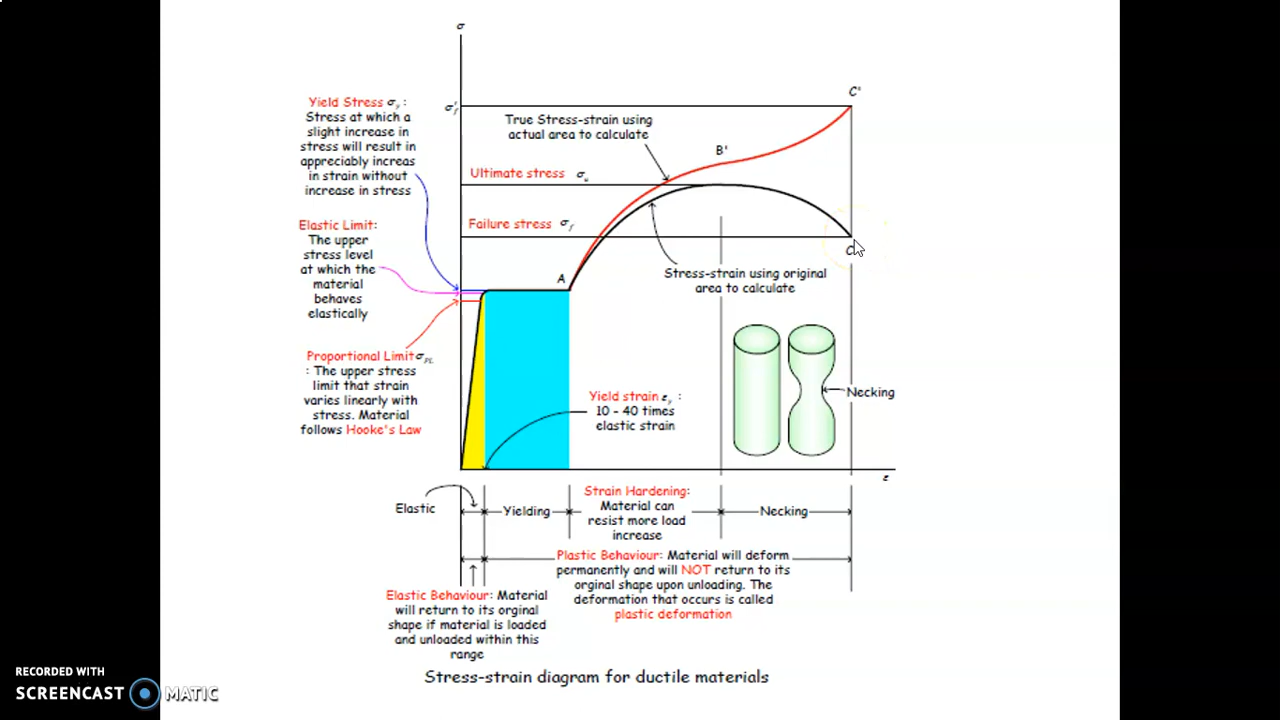 σ
Yield Stress σy :
Stress at which a
slight increase in
stress will result in
appreciably increas
in strain without
increase in stress
σ'f
C'
True Stress-strain using
actual area to calculate
B'
Ultimate stress σu
Failure stress σf
C
Elastic Limit:
The upper
stress level
at which the
material
behaves
elastically
A
Stress-strain using original
area to calculate
Proportional Limit σPL
: The upper stress
limit that strain
varies linearly with
stress. Material
follows Hooke's Law
Yield strain εy :
10 - 40 times
elastic strain
Necking
ε
Elastic
Yielding
Strain Hardening:
Material can
resist more load
increase
Necking
Plastic Behaviour: Material will deform
permanently and will NOT return to its
orginal shape upon unloading. The
deformation that occurs is called
plastic deformation
Elastic Behaviour: Material
will return to its orginal
shape if material is loaded
and unloaded within this
range
Stress-strain diagram for ductile materials
RECORDED WITH
SCREENCAST MATIC